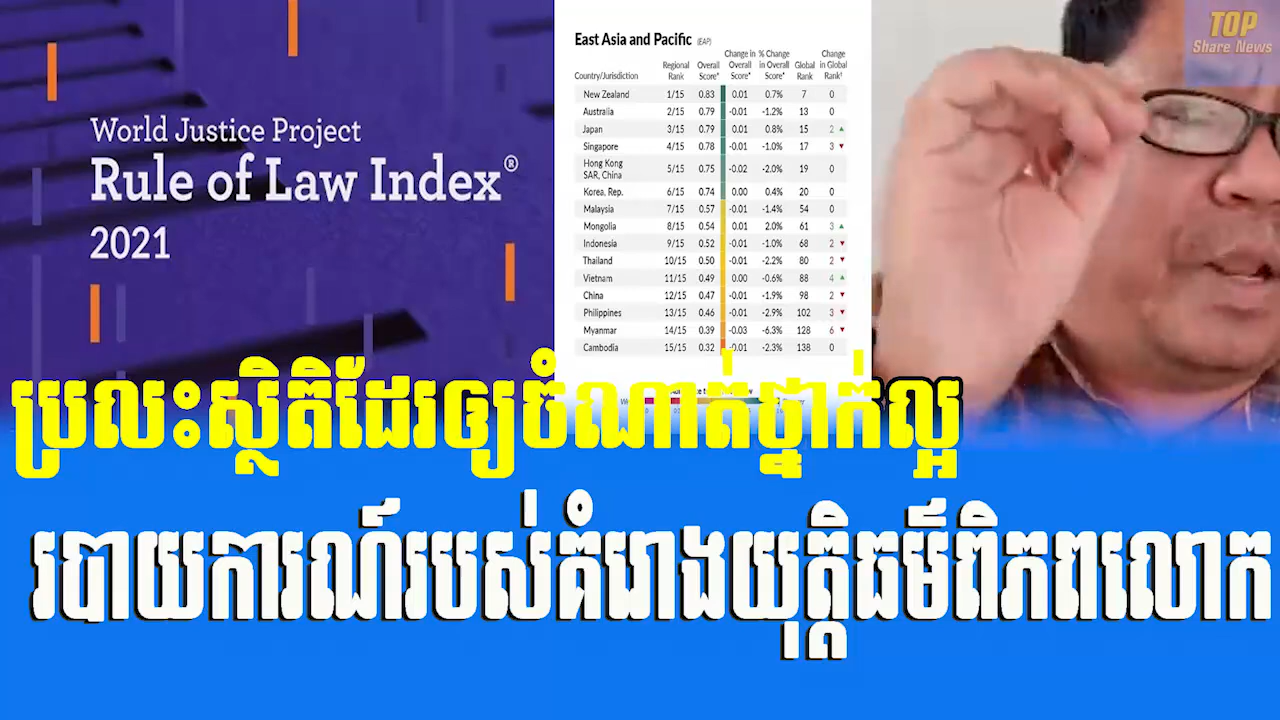 World Justice Project
Rule of Law Index®
2021
East Asia and Pacific (EAP)
Country/Jurisdiction Regional Rank Overall Score* Change in Overall Score* % Change in Overall Score* Global Rank Change in Global Rank†
New Zealand 1/15 0.83 0.01 0.7% 7 0
Australia 2/15 0.79 -0.01 -1.2% 13 0
Japan 3/15 0.79 0.01 0.8% 15 2 ▲
Singapore 4/15 0.78 -0.01 -1.0% 17 3 ▼
Hong Kong SAR, China 5/15 0.75 -0.02 -2.0% 19 0
Korea, Rep. 6/15 0.74 0.00 0.4% 20 0
Malaysia 7/15 0.57 -0.01 -1.4% 54 0
Mongolia 8/15 0.54 0.01 2.0% 61 3 ▲
Indonesia 9/15 0.52 -0.01 -1.0% 68 2 ▼
Thailand 10/15 0.50 -0.01 -2.2% 80 2 ▼
Vietnam 11/15 0.49 0.00 -0.6% 88 4 ▲
China 12/15 0.47 -0.01 -1.9% 98 2 ▼
Philippines 13/15 0.46 -0.01 -2.9% 102 3 ▼
Myanmar 14/15 0.39 -0.03 -6.3% 128 6 ▼
Cambodia 15/15 0.32 -0.01 -2.3% 138 0
TOP
Share News
ប្រលះស្ថិតិដែរឲ្យចំណាត់ថ្នាក់ល្អ
របាយការណ៍របស់គំរោងយុត្តិធម៌ពិភពលោក